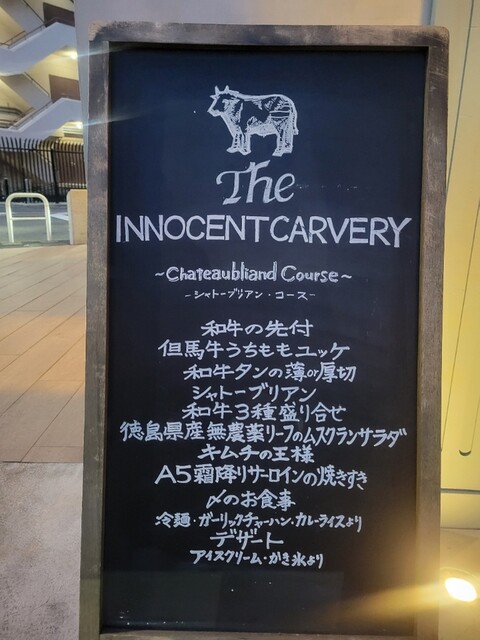 The
INNOCENT CARVERY
~Chateaubliand Course~
-シャトーブリアン・コース-
和牛の先付
但馬牛うちももユッケ
和牛タンの薄or厚切
シャトーブリアン
和牛3種盛り合せ
徳島県産無農薬リーフのムスクランサラダ
キムチの王様
A5霜降りサーロインの焼きすき
〆のお食事
冷麺・ガーリックチャーハン・カレーライスより
デザート
アイスクリーム・かき氷より